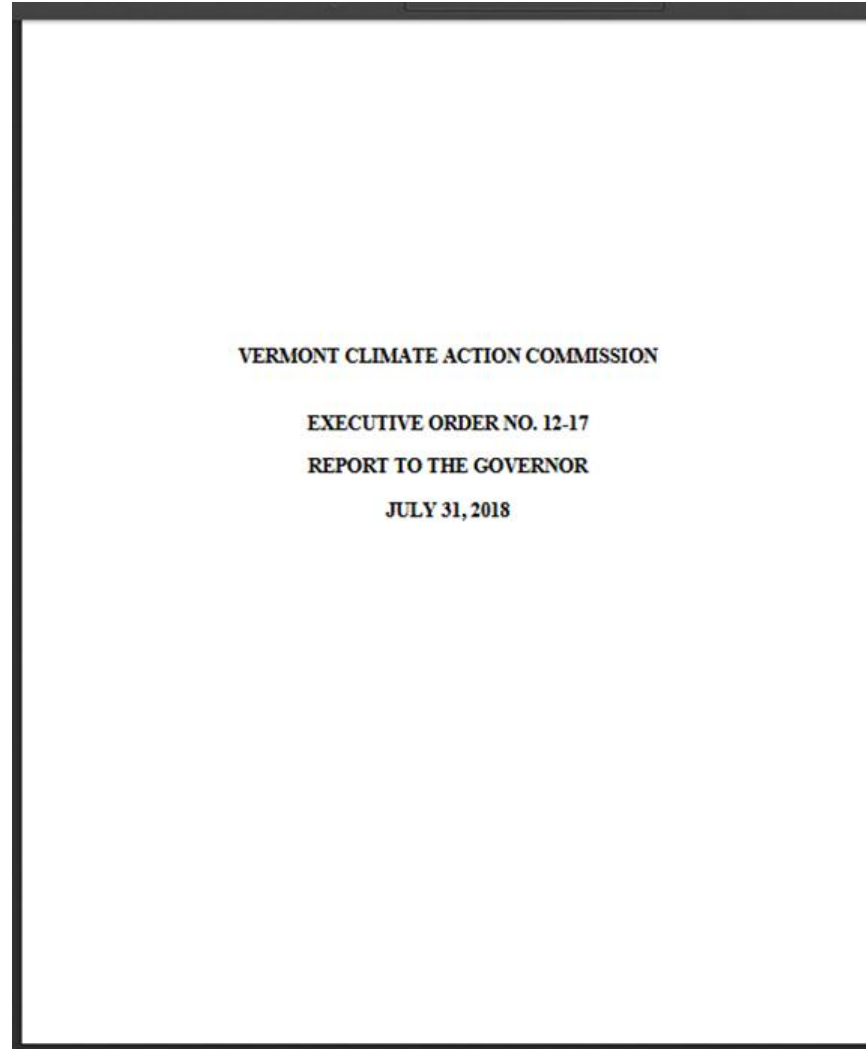 VERMONT CLIMATE ACTION COMMISSION
EXECUTIVE ORDER NO. 12-17
REPORT TO THE GOVERNOR
JULY 31, 2018